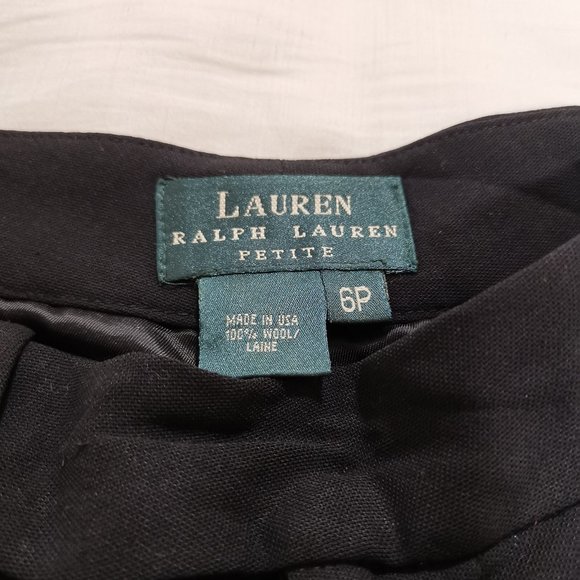 LAUREN
RALPH LAUREN
PETITE
6P
MADE IN USA
100% WOOL/
LAINE